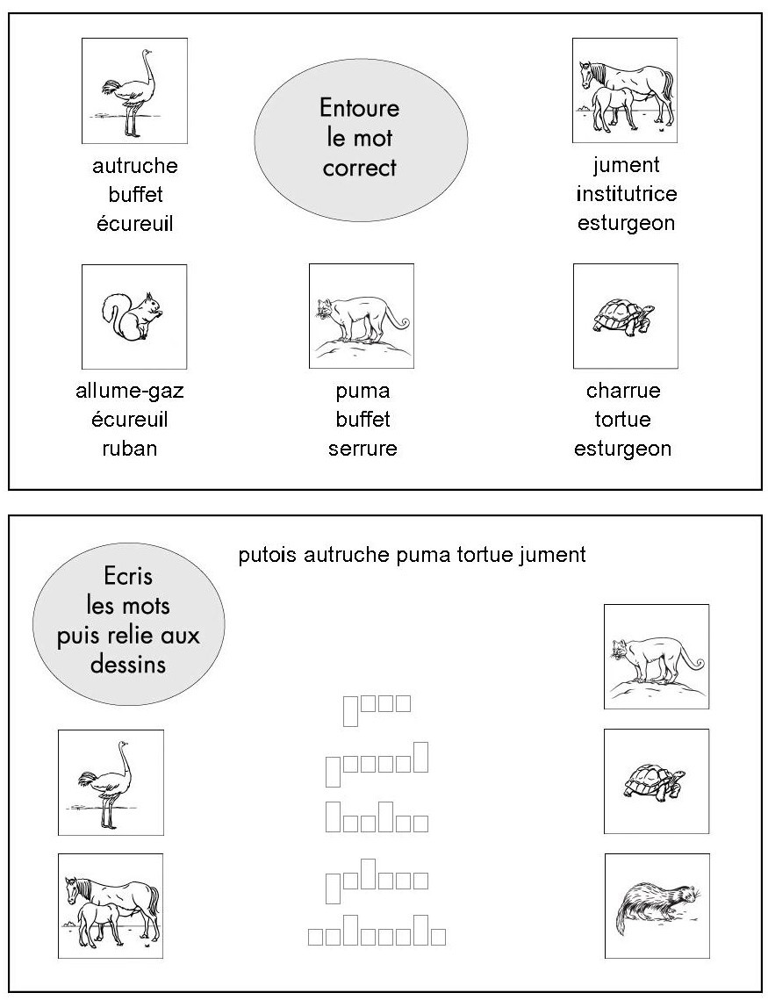 Entoure
le mot
correct
autruche
buffet
écureuil
jument
institutrice
esturgeon
allume-gaz
écureuil
ruban
puma
buffet
serrure
charrue
tortue
esturgeon
Ecris
les mots
puis relie aux
dessins
putois autruche puma tortue jument